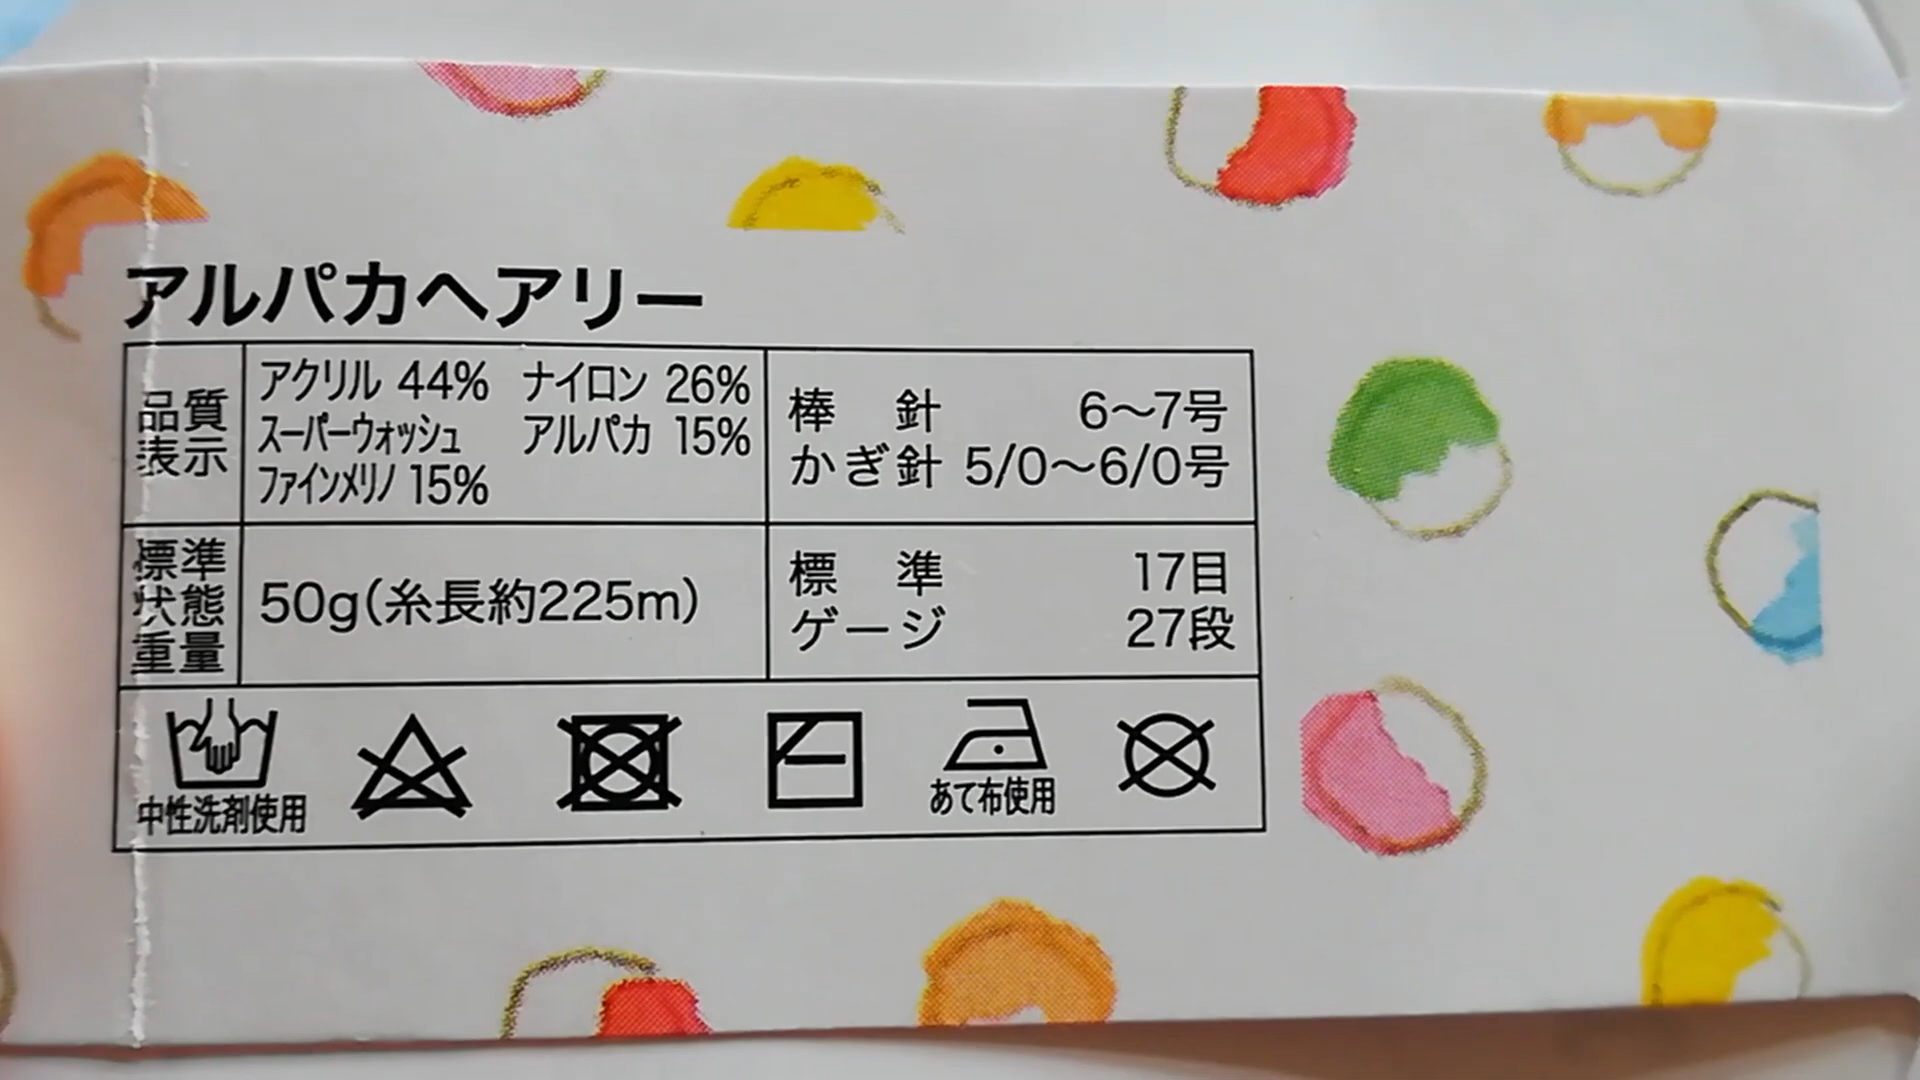 アルパカヘアリー
品質
表示
アクリル 44% ナイロン 26%
スーパーウォッシュ アルパカ 15%
ファインメリノ 15%
棒 針 6〜7号
かぎ針 5/0〜6/0号
標準
状態
重量
50g(糸長約225m)
標 準 17目
ゲージ 27段
中性洗剤使用
あて布使用